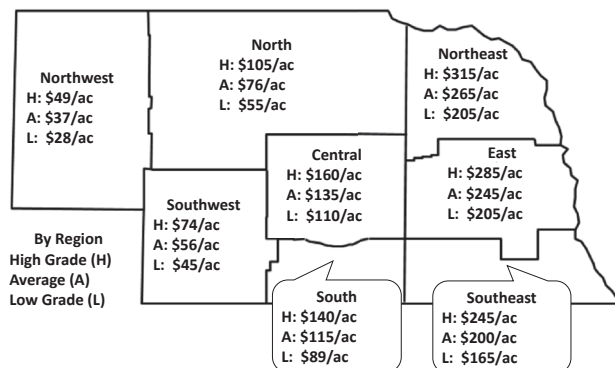 North
H: $105/ac
A: $76/ac
L: $55/ac
Northeast
H: $315/ac
A: $265/ac
L: $205/ac
Northwest
H: $49/ac
A: $37/ac
L: $28/ac
Central
H: $160/ac
A: $135/ac
L: $110/ac
East
H: $285/ac
A: $245/ac
L: $205/ac
Southwest
H: $74/ac
A: $56/ac
L: $45/ac
By Region
High Grade (H)
Average (A)
Low Grade (L)
South
H: $140/ac
A: $115/ac
L: $89/ac
Southeast
H: $245/ac
A: $200/ac
L: $165/ac